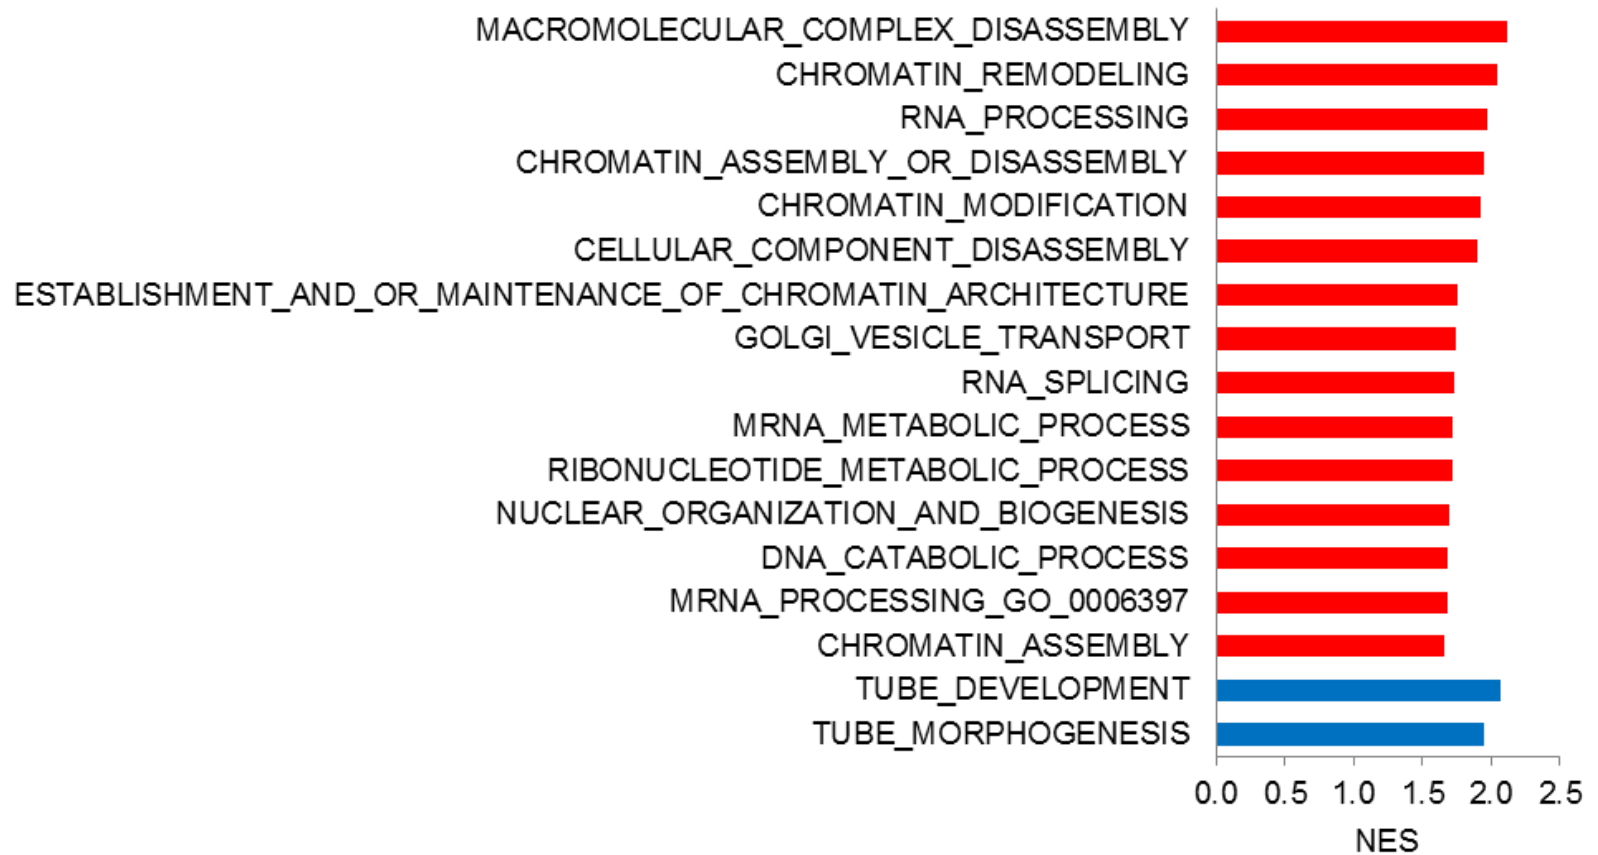 MACROMOLECULAR_COMPLEX_DISASSEMBLY
CHROMATIN_REMODELING
RNA_PROCESSING
CHROMATIN_ASSEMBLY_OR_DISASSEMBLY
CHROMATIN_MODIFICATION
CELLULAR_COMPONENT_DISASSEMBLY
ESTABLISHMENT_AND_OR_MAINTENANCE_OF_CHROMATIN_ARCHITECTURE
GOLGI_VESICLE_TRANSPORT
RNA_SPLICING
MRNA_METABOLIC_PROCESS
RIBONUCLEOTIDE_METABOLIC_PROCESS
NUCLEAR_ORGANIZATION_AND_BIOGENESIS
DNA_CATABOLIC_PROCESS
MRNA_PROCESSING_GO_0006397
CHROMATIN_ASSEMBLY
TUBE_DEVELOPMENT
TUBE_MORPHOGENESIS
0.0 0.5 1.0 1.5 2.0 2.5
NES